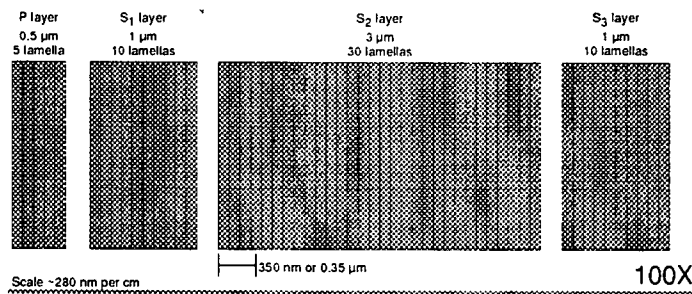 P layer
0.5 µm
5 lamella
S1 layer
1 µm
10 lamellas
S2 layer
3 µm
30 lamellas
S3 layer
1 µm
10 lamellas
350 nm or 0.35 µm
Scale ~280 nm per cm
100X